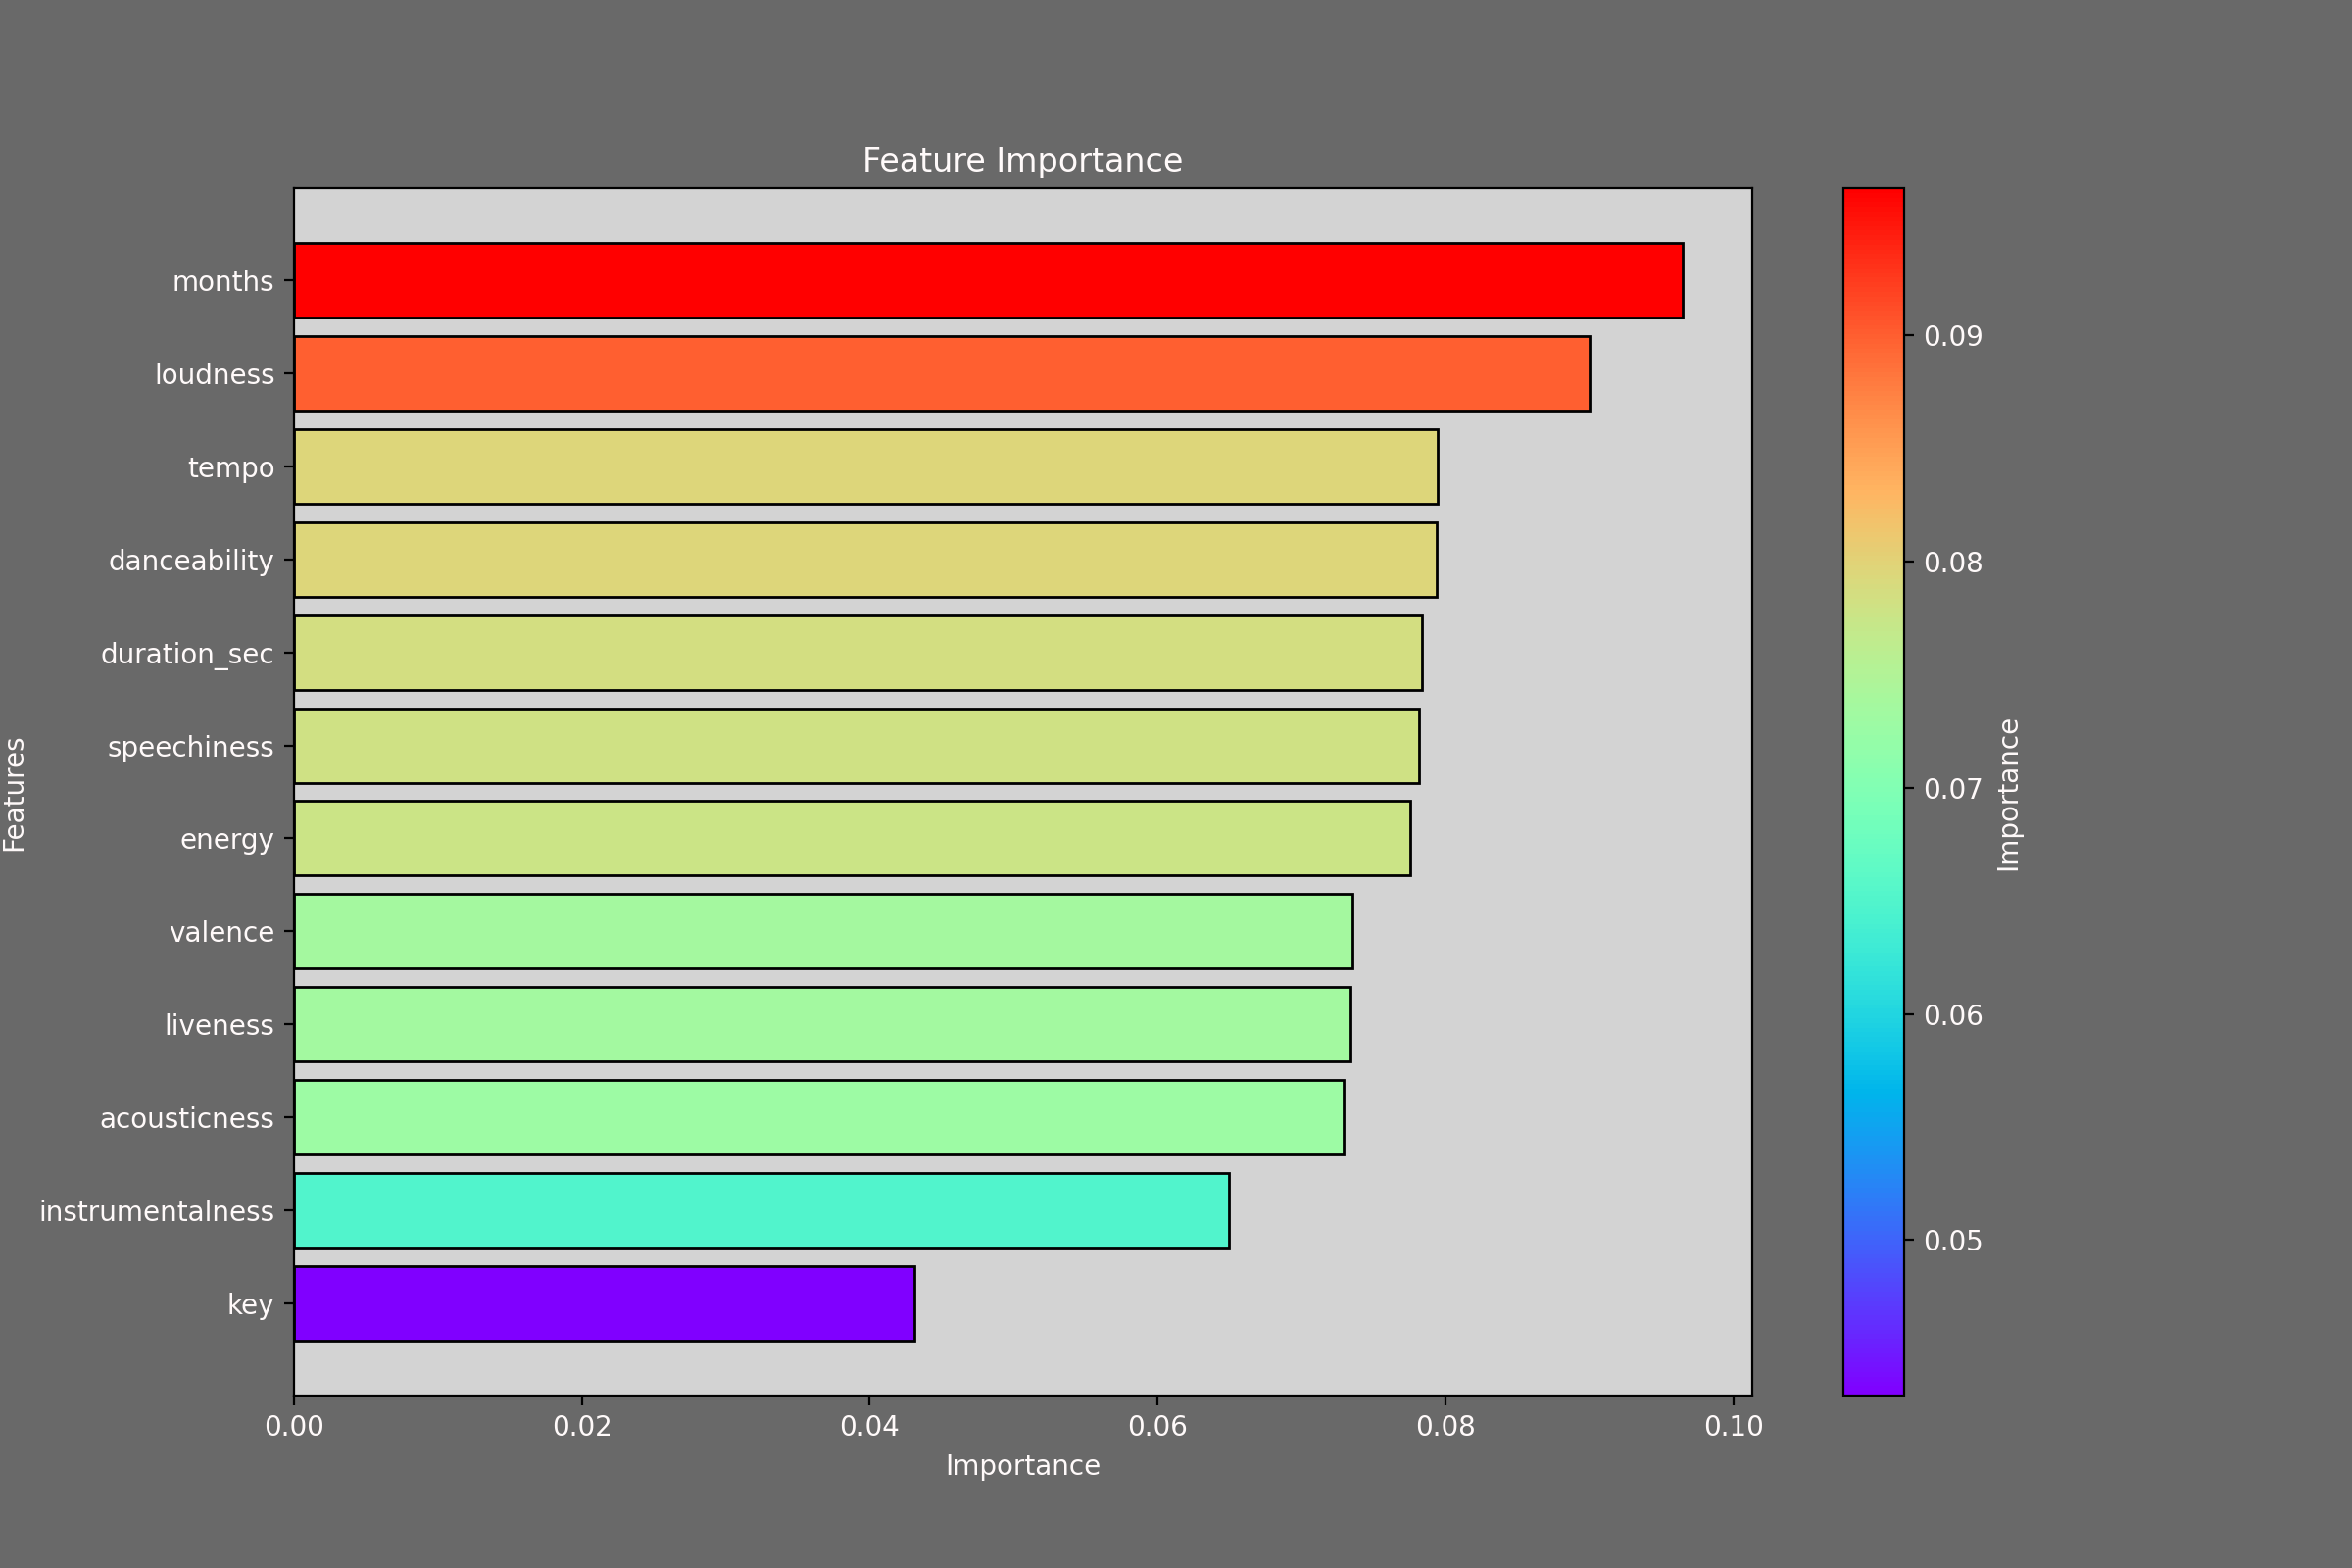 Feature Importance
months
loudness
tempo
danceability
duration_sec
speechiness
energy
valence
liveness
acousticness
instrumentalness
key
Features
0.00 0.02 0.04 0.06 0.08 0.10
Importance
0.09
0.08
0.07
0.06
0.05
Importance